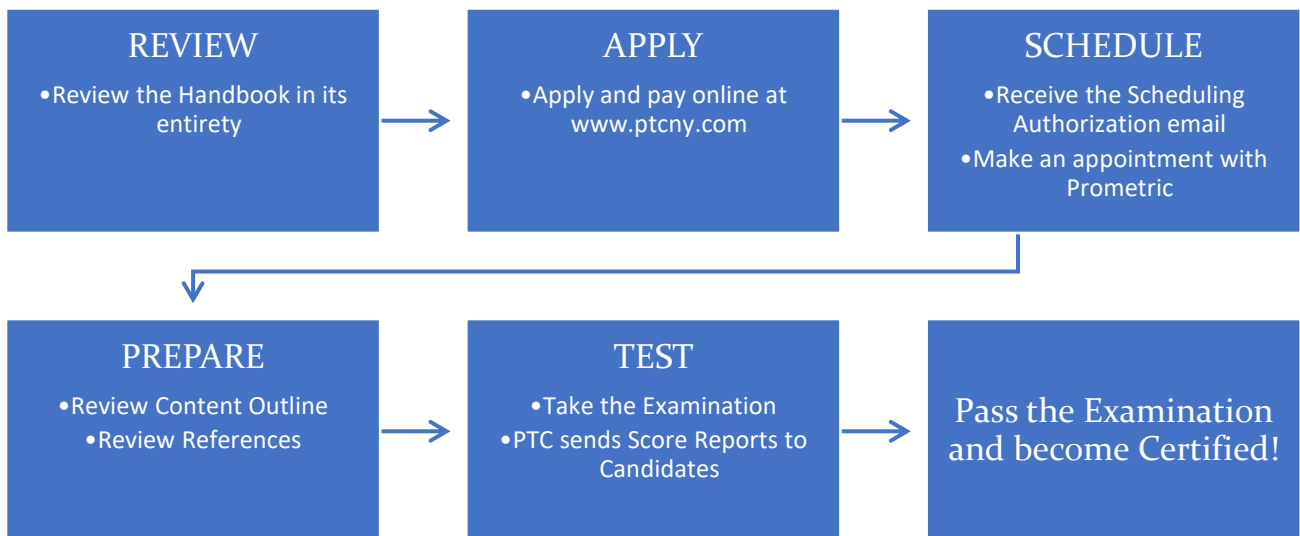 REVIEW
•Review the Handbook in its
entirety
APPLY
•Apply and pay online at
www.ptcny.com
SCHEDULE
•Receive the Scheduling
Authorization email
•Make an appointment with
Prometric
PREPARE
•Review Content Outline
•Review References
TEST
•Take the Examination
•PTC sends Score Reports to
Candidates
Pass the Examination
and become Certified!